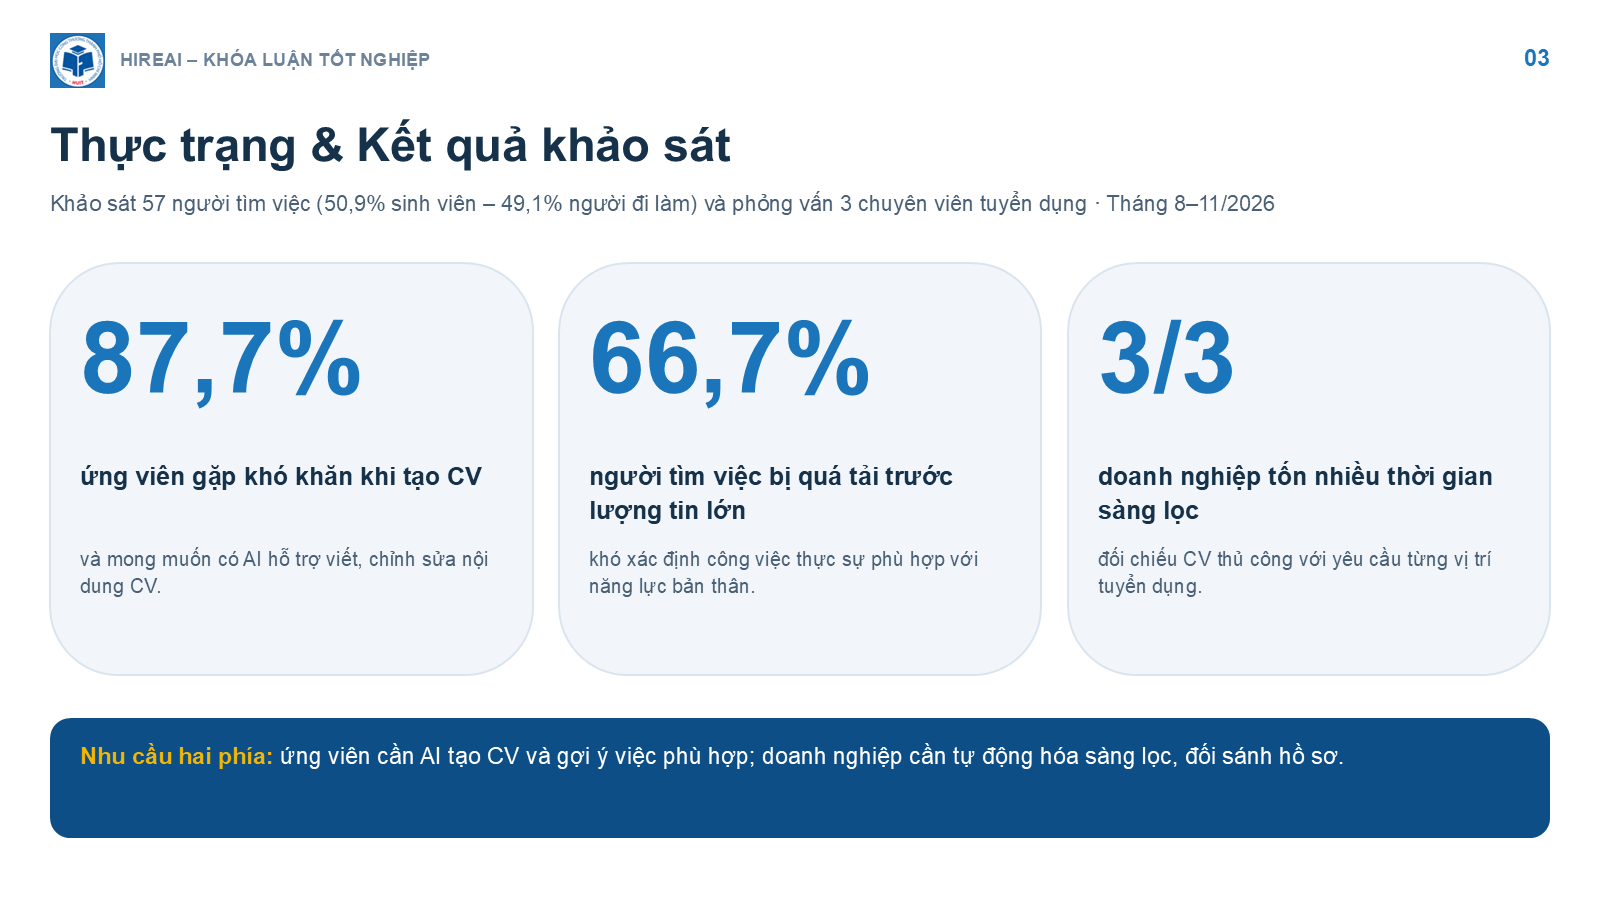 HIREAI – KHÓA LUẬN TỐT NGHIỆP
03
Thực trạng & Kết quả khảo sát
Khảo sát 57 người tìm việc (50,9% sinh viên – 49,1% người đi làm) và phỏng vấn 3 chuyên viên tuyển dụng · Tháng 8–11/2026
87,7%
ứng viên gặp khó khăn khi tạo CV
và mong muốn có AI hỗ trợ viết, chỉnh sửa nội
dung CV.
66,7%
người tìm việc bị quá tải trước
lượng tin lớn
khó xác định công việc thực sự phù hợp với
năng lực bản thân.
3/3
doanh nghiệp tốn nhiều thời gian
sàng lọc
đối chiếu CV thủ công với yêu cầu từng vị trí
tuyển dụng.
Nhu cầu hai phía: ứng viên cần AI tạo CV và gợi ý việc phù hợp; doanh nghiệp cần tự động hóa sàng lọc, đối sánh hồ sơ.